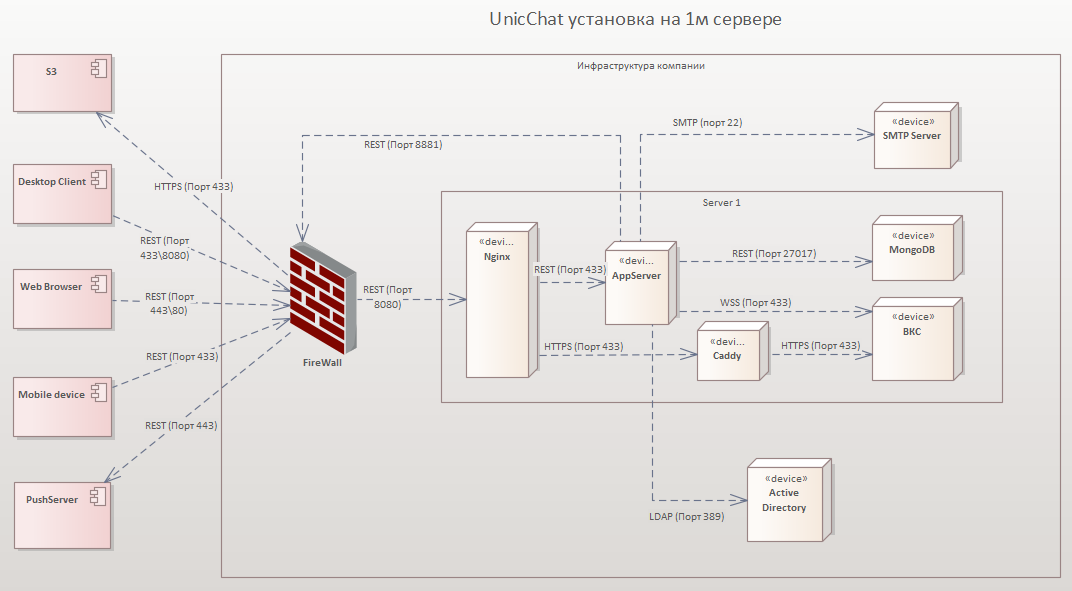 UnicChat установка на 1м сервере
Инфраструктура компании
S3
Desktop Client
Web Browser
Mobile device
PushServer
HTTPS (Порт 433)
REST (Порт
433\8080)
REST (Порт
443\80)
REST (Порт 433)
REST (Порт 443)
FireWall
REST (Порт 8881)
REST (Порт
8080)
SMTP (порт 22)
«device»
SMTP Server
Server 1
«devi...
Nginx
REST (Порт 433)
«devi...
AppServer
REST (Порт 27017)
«device»
MongoDB
WSS (Порт 433)
«device»
ВКС
HTTPS (Порт 433)
«devi...
Caddy
HTTPS (Порт 433)
LDAP (Порт 389)
«device»
Active
Directory